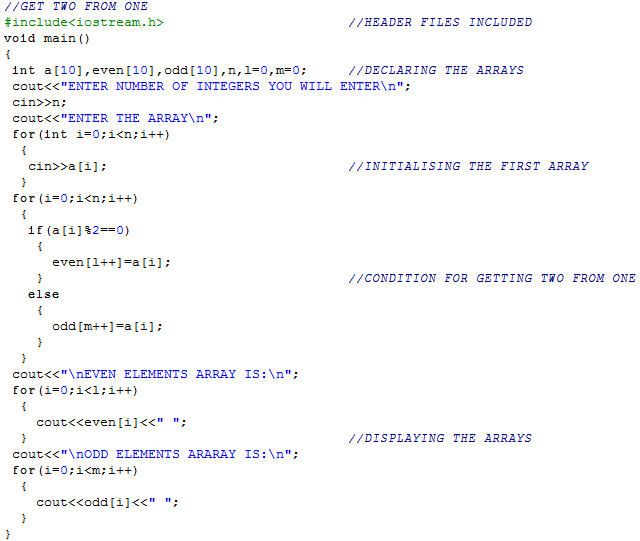 //GET TWO FROM ONE
#include<iostream.h> //HEADER FILES INCLUDED
void main()
{
int a[10],even[10],odd[10],n,l=0,m=0; //DECLARING THE ARRAYS
cout<<"ENTER NUMBER OF INTEGERS YOU WILL ENTER\n";
cin>>n;
cout<<"ENTER THE ARRAY\n";
for(int i=0;i<n;i++)
{
cin>>a[i]; //INITIALISING THE FIRST ARRAY
}
for(i=0;i<n;i++)
{
if(a[i]%2==0)
{
even[l++]=a[i];
} //CONDITION FOR GETTING TWO FROM ONE
else
{
odd[m++]=a[i];
}
}
cout<<"\nEVEN ELEMENTS ARRAY IS:\n";
for(i=0;i<l;i++)
{
cout<<even[i]<<" ";
} //DISPLAYING THE ARRAYS
cout<<"\nODD ELEMENTS ARARAY IS:\n";
for(i=0;i<m;i++)
{
cout<<odd[i]<<" ";
}
}